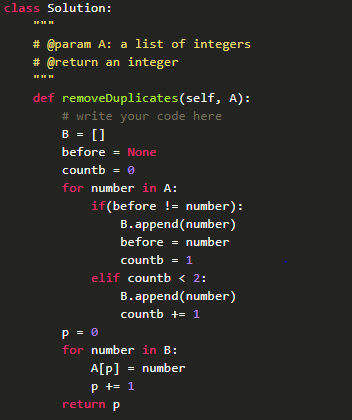 class Solution:
    """
    # @param A: a list of integers
    # @return an integer
    """
    def removeDuplicates(self, A):
        # write your code here
        B = []
        before = None
        countb = 0
        for number in A:
            if(before != number):
                B.append(number)
                before = number
                countb = 1
            elif countb < 2:
                B.append(number)
                countb += 1
        p = 0
        for number in B:
            A[p] = number
            p += 1
        return p